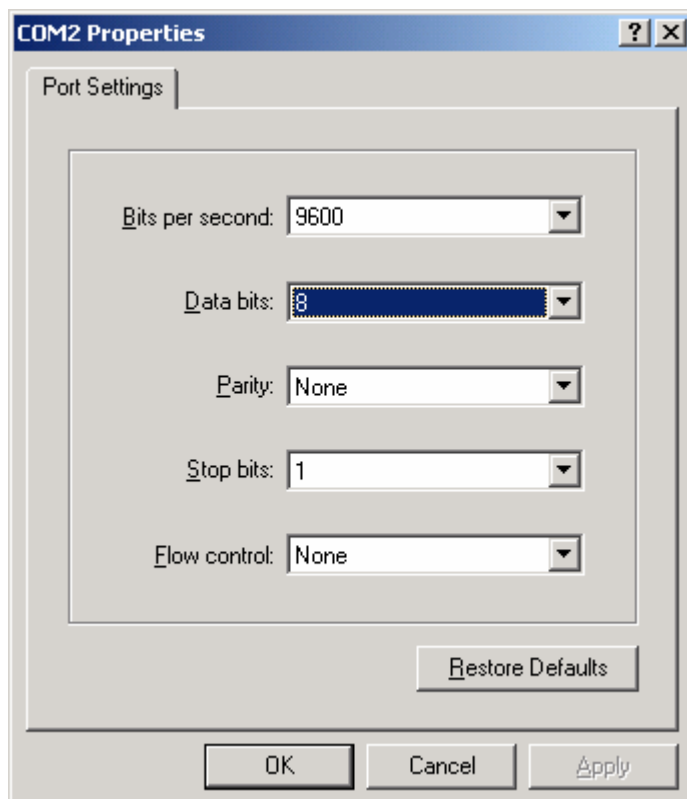 COM2 Properties
Port Settings
Bits per second: 9600
Data bits: 8
Parity: None
Stop bits: 1
Flow control: None
Restore Defaults
OK Cancel Apply